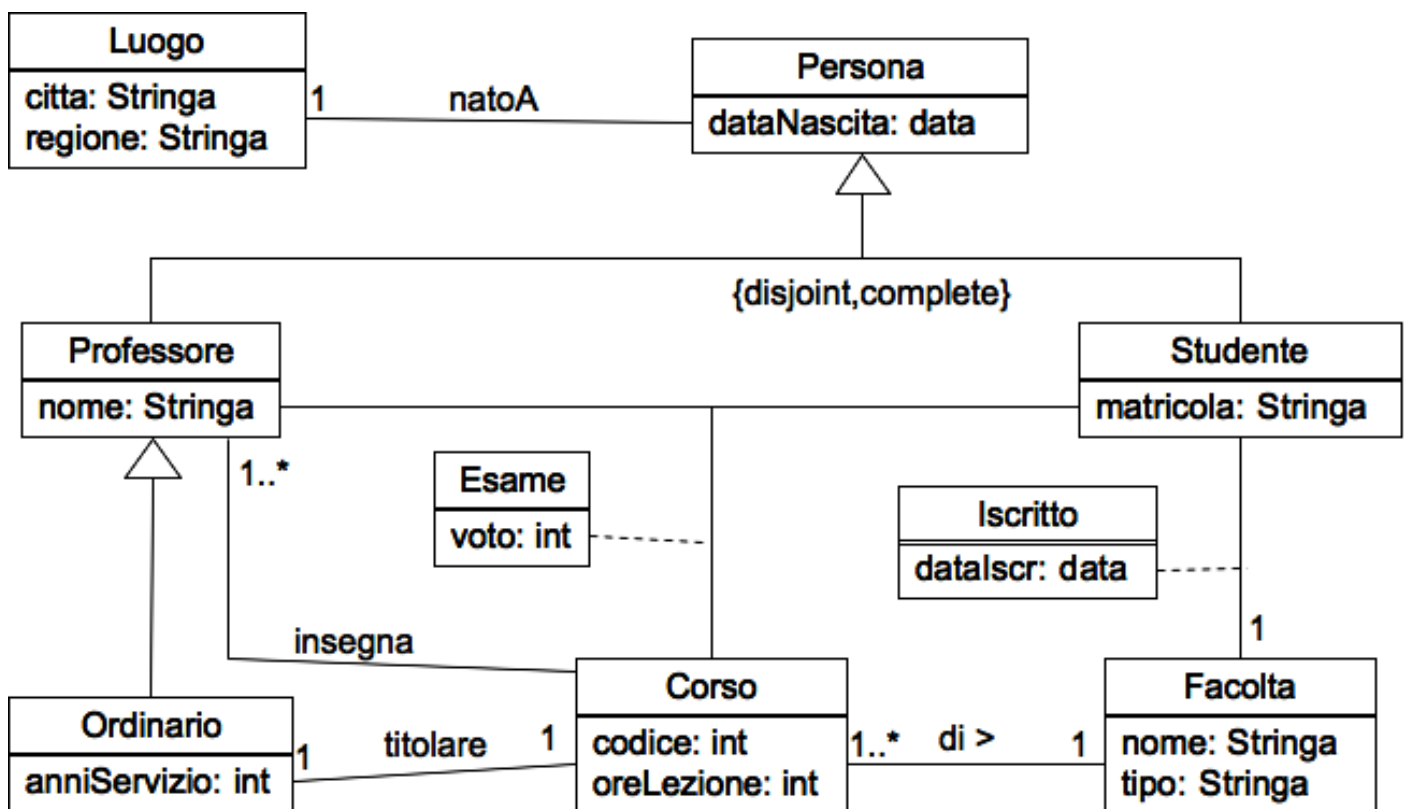 Luogo
citta: Stringa
regione: Stringa
1
natoA
Persona
dataNascita: data
{disjoint,complete}
Professore
nome: Stringa
Studente
matricola: Stringa
1..*
Esame
voto: int
Iscritto
dataIscr: data
1
insegna
Ordinario
anniServizio: int
1
titolare
1
Corso
codice: int
oreLezione: int
1..*
di >
1
Facolta
nome: Stringa
tipo: Stringa